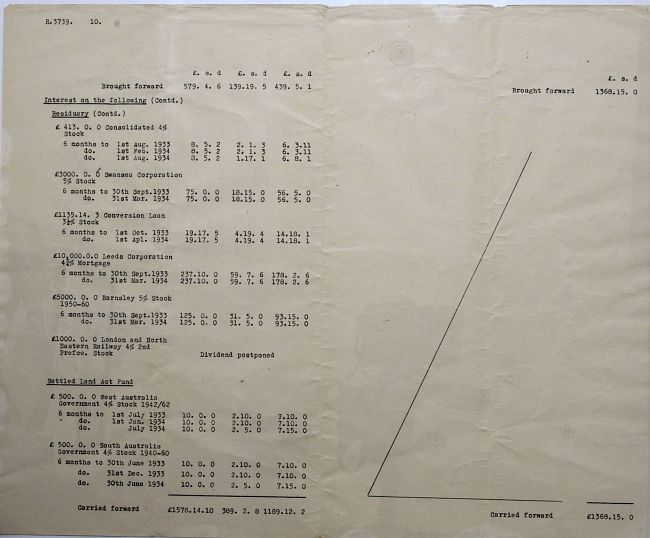 R.3739. 10.
£. s. d £. s. d £. s. d
Brought forward 579. 4. 6 139.19. 5 439. 5. 1
Interest on the following (Contd.)
Residuary (Contd.)
£ 413. 0. 0 Consolidated 4%
Stock
6 months to 1st Aug. 1933 8. 5. 2 2. 1. 3 6. 3.11
do. 1st Feb. 1934 8. 5. 2 2. 1. 3 6. 3.11
do. 1st Aug. 1934 8. 5. 2 1.17. 1 6. 8. 1
£3000. 0. 6 Swansea Corporation
5% Stock
6 months to 30th Sept.1933 75. 0. 0 18.15. 0 56. 5. 0
do. 31st Mar. 1934 75. 0. 0 18.15. 0 56. 5. 0
£1135.14. 3 Conversion Loan
3½% Stock
6 months to 1st Oct. 1933 19.17. 5 4.19. 4 14.18. 1
do. 1st Apl. 1934 19.17. 5 4.19. 4 14.18. 1
£10,000.0.0 Leeds Corporation
4¾% Mortgage
6 months to 30th Sept.1933 237.10. 0 59. 7. 6 178. 2. 6
do. 31st Mar. 1934 237.10. 0 59. 7. 6 178. 2. 6
£5000. 0. 0 Barnsley 5% Stock
1950-60
6 months to 30th Sept.1933 125. 0. 0 31. 5. 0 93.15. 0
do. 31st Mar. 1934 125. 0. 0 31. 5. 0 93.15. 0
£1000. 0. 0 London and North
Eastern Railway 4% 2nd
Prefce. Stock Dividend postponed
Settled Land Act Fund
£ 500. 0. 0 West Australia
Government 4% Stock 1942/62
6 months to 1st July 1933 10. 0. 0 2.10. 0 7.10. 0
do. 1st Jan. 1934 10. 0. 0 2.10. 0 7.10. 0
do. July 1934 10. 0. 0 2. 5. 0 7.15. 0
£ 500. 0. 0 South Australia
Government 4% Stock 1940-60
6 months to 30th June 1933 10. 0. 0 2.10. 0 7.10. 0
do. 31st Dec. 1933 10. 0. 0 2.10. 0 7.10. 0
do. 30th June 1934 10. 0. 0 2. 5. 0 7.15. 0
Carried forward £1578.14.10 389. 2. 8 1189.12. 2
£. s. d
Brought forward 1368.15. 0
Carried forward £1368.15. 0